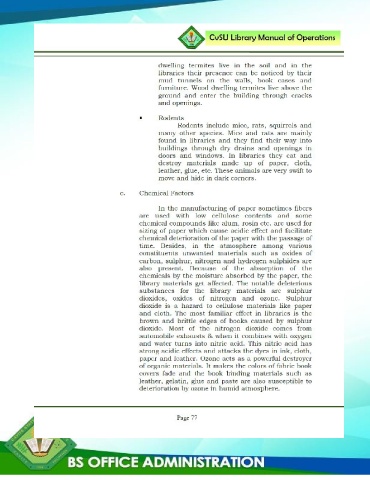 CvSU Library Manual of Operations
dwelling termites live in the soil and in the
libraries their presence can be noticed by their
mud tunnels on the walls, book cases and
furniture. Wood dwelling termites live above the
ground and enter the building through cracks
and openings.
• Rodents
Rodents include mice, rats, squirrels and
many other species. Mice and rats are mainly
found in libraries and they find their way into
buildings through dry drains and openings in
doors and windows. In libraries they eat and
destroy materials made up of paper, cloth,
leather, glue, etc. These animals are very swift to
move and hide in dark corners.
c. Chemical Factors
In the manufacturing of paper sometimes fibers
are used with low cellulose contents and some
chemical compounds like alum, rosin etc. are used for
sizing of paper which cause acidic effect and facilitate
chemical deterioration of the paper with the passage of
time. Besides, in the atmosphere among various
constituents unwanted materials such as oxides of
carbon, sulphur, nitrogen and hydrogen sulphides are
also present. Because of the absorption of the
chemicals by the moisture absorbed by the paper, the
library materials get affected. The notable deleterious
substances for the library materials are sulphur
dioxides, oxides of nitrogen and ozone. Sulphur
dioxide is a hazard to cellulose materials like paper
and cloth. The most familiar effect in libraries is the
brown and brittle edges of books caused by sulphur
dioxide. Most of the nitrogen dioxide comes from
automobile exhausts & when it combines with oxygen
and water turns into nitric acid. This nitric acid has
strong acidic effects and attacks the dyes in ink, cloth,
paper and leather. Ozone acts as a powerful destroyer
of organic materials. It makes the colors of fabric book
covers fade and the book binding materials such as
leather, gelatin, glue and paste are also susceptible to
deterioration by ozone in humid atmosphere.
Page 77
BS OFFICE ADMINISTRATION